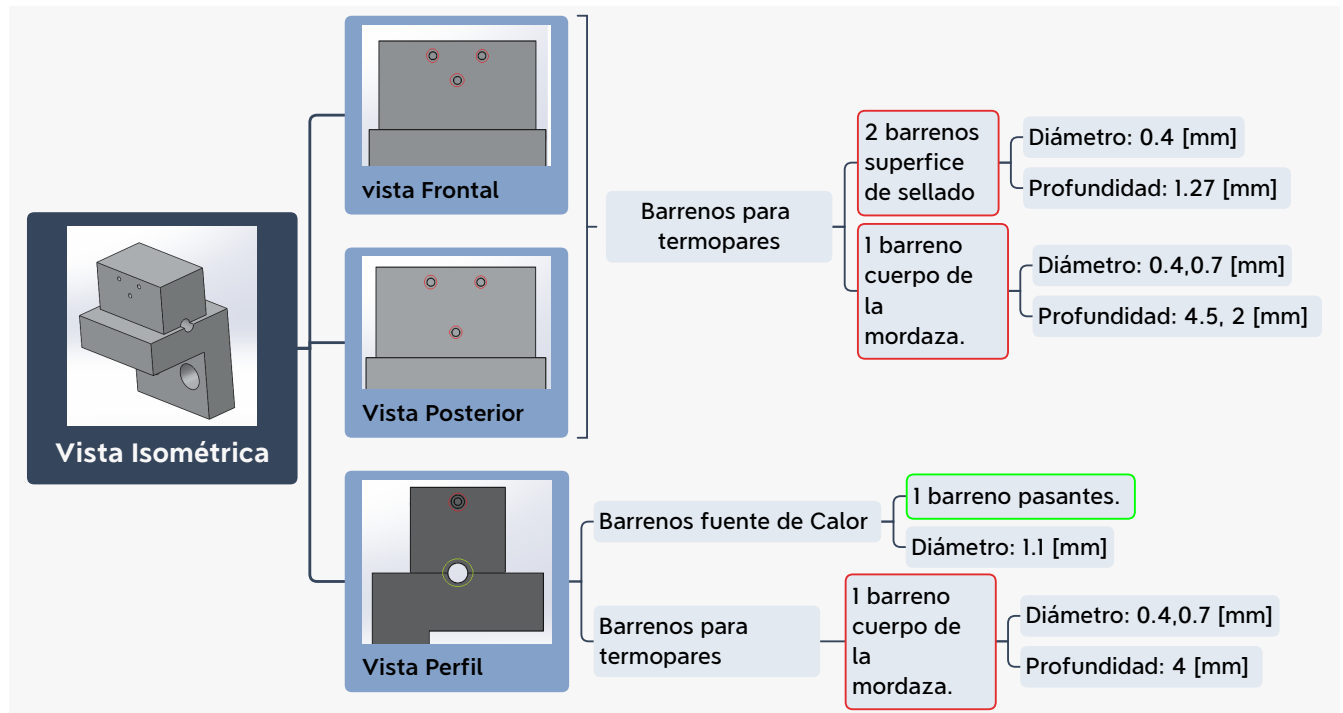 Vista Isométrica
vista Frontal
Vista Posterior
Vista Perfil
Barrenos para
termopares
2 barrenos
superfice
de sellado
Diámetro: 0.4 [mm]
Profundidad: 1.27 [mm]
1 barreno
cuerpo de
la
mordaza.
Diámetro: 0.4,0.7 [mm]
Profundidad: 4.5, 2 [mm]
Barrenos fuente de Calor
1 barreno pasantes.
Diámetro: 1.1 [mm]
Barrenos para
termopares
1 barreno
cuerpo de
la
mordaza.
Diámetro: 0.4,0.7 [mm]
Profundidad: 4 [mm]